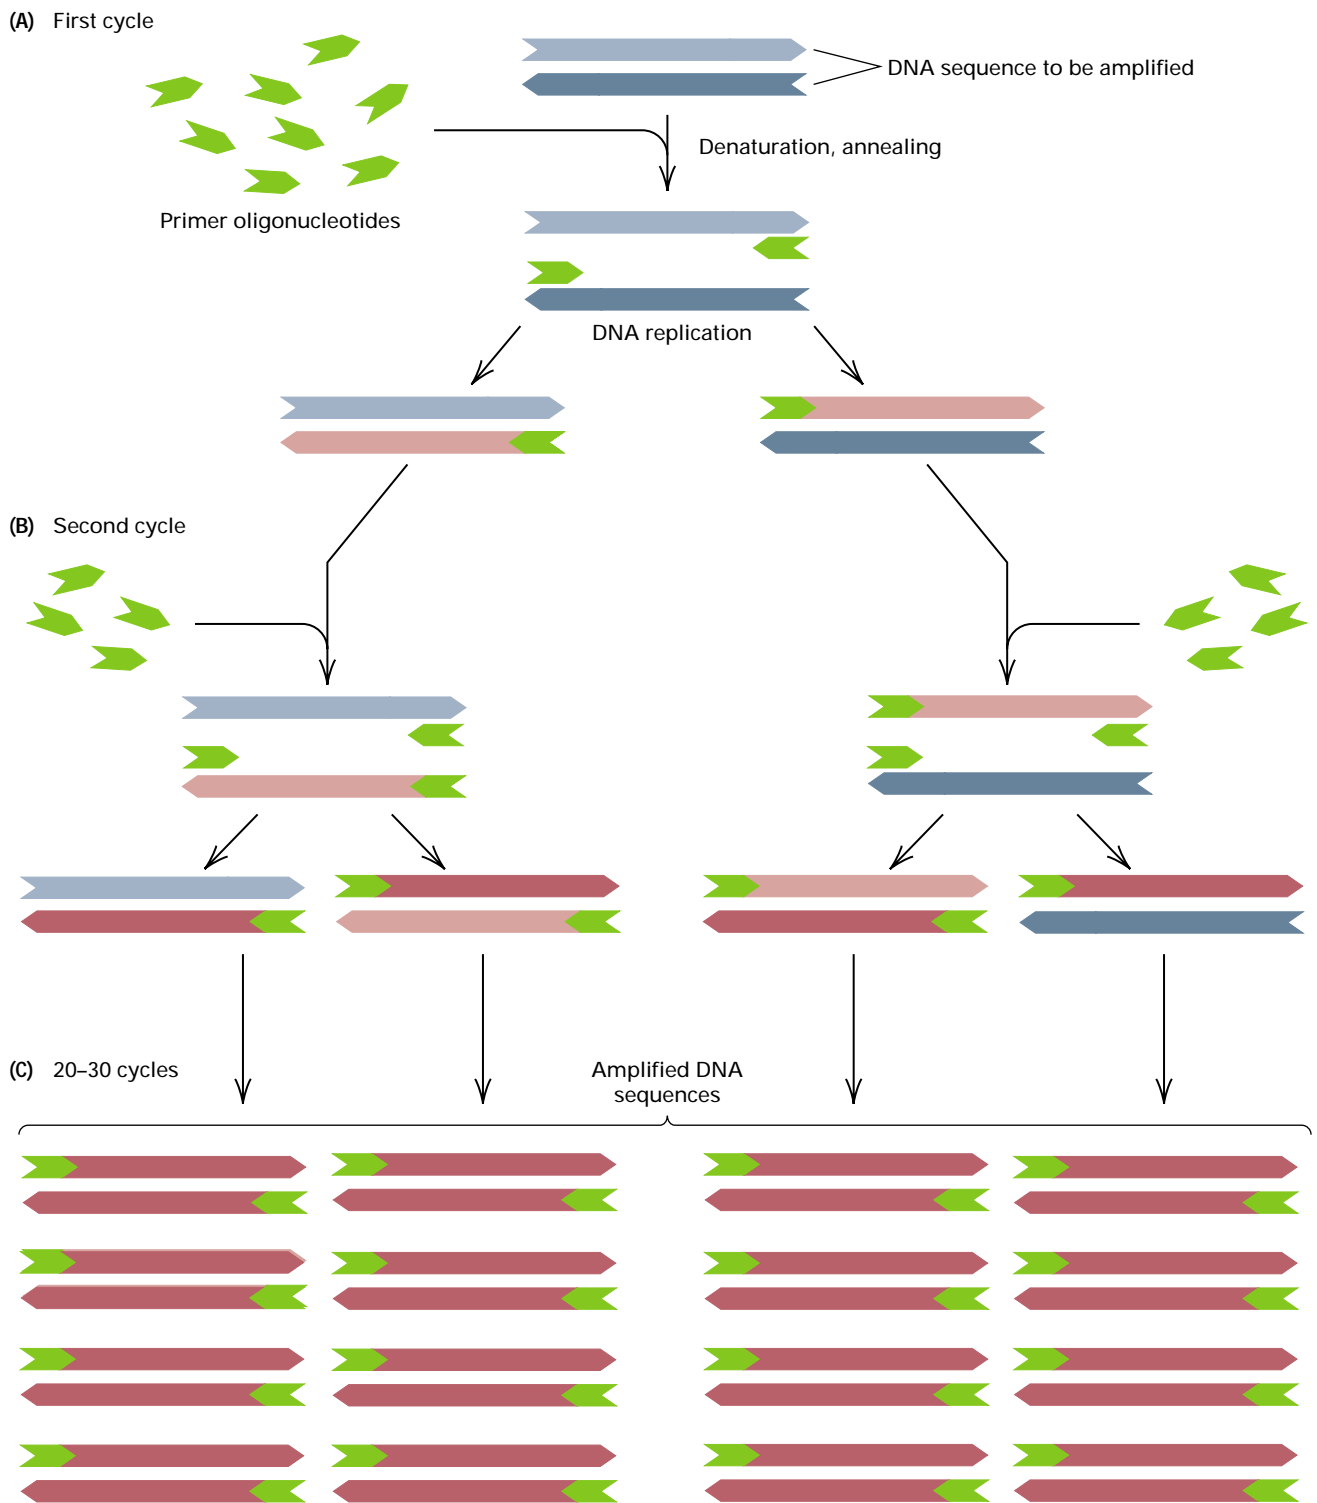 (A) First cycle
DNA sequence to be amplified
Denaturation, annealing
Primer oligonucleotides
DNA replication
(B) Second cycle
(C) 20–30 cycles
Amplified DNA
sequences